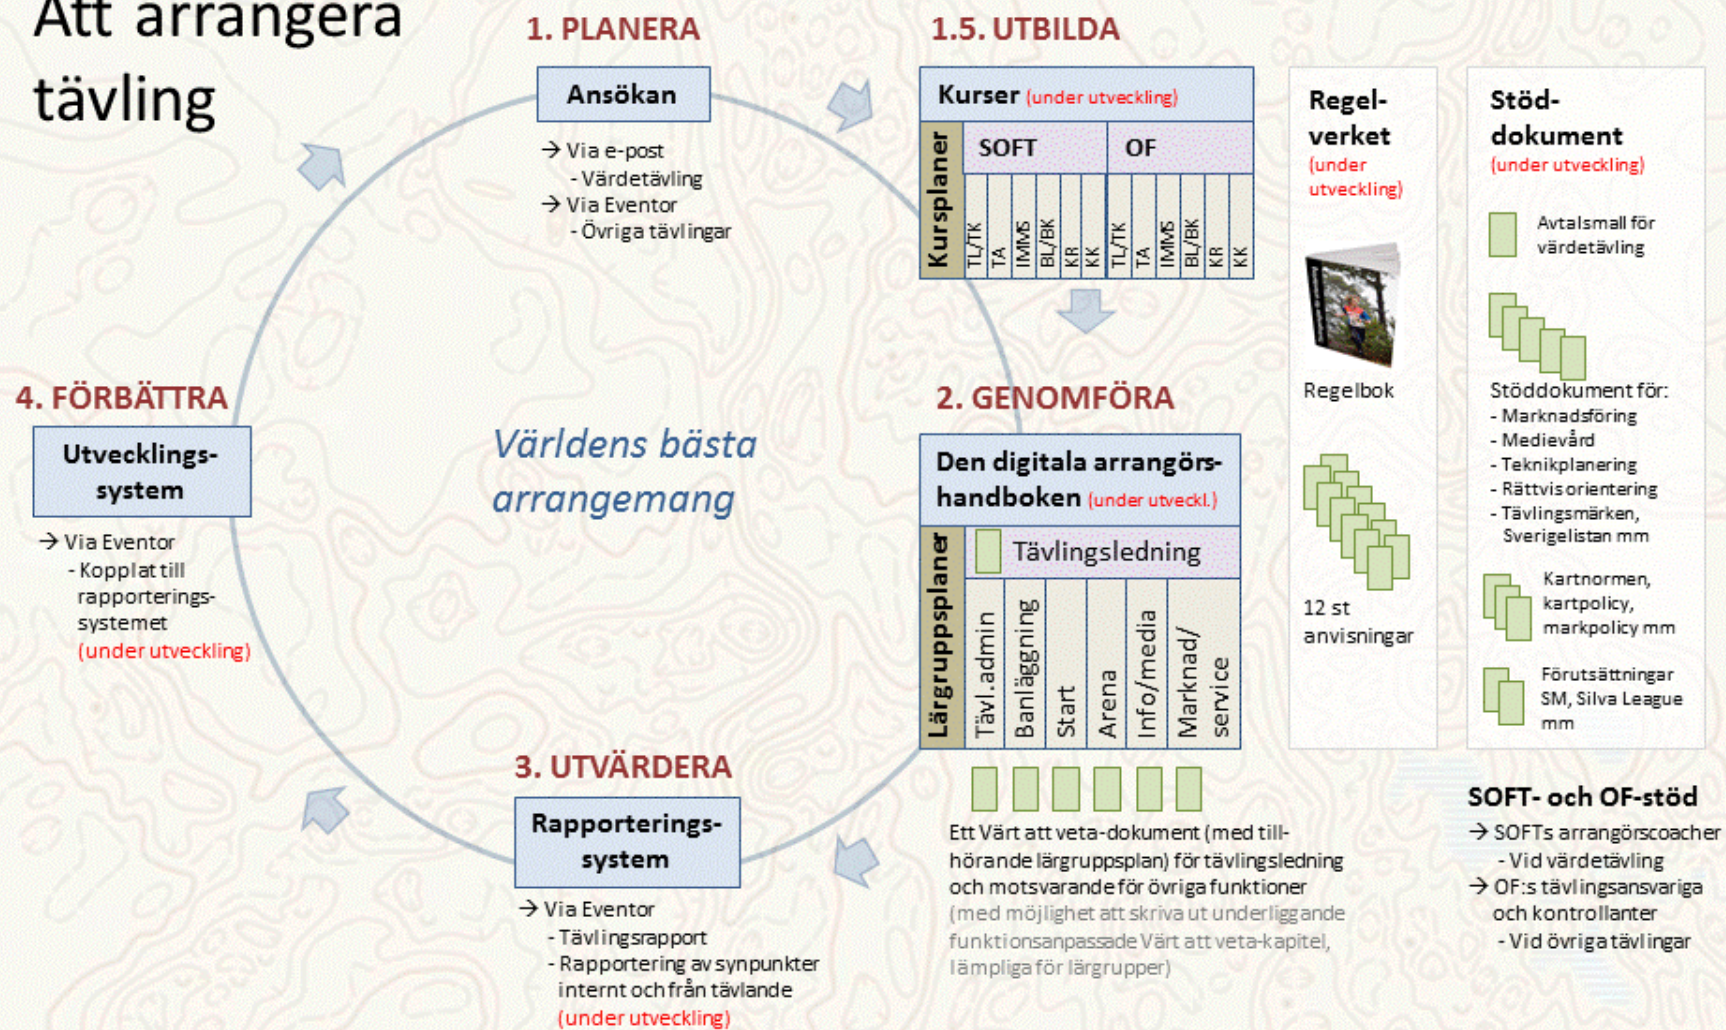 Att arrangera
tävling
1. PLANERA
Ansökan
→ Via e-post
- Värdetävling
→ Via Eventor
- Övriga tävlingar
1.5. UTBILDA
Kurser (under utveckling)
Kursplaner
SOFT
OF
TL/TK
TA
IMMS
BL/BK
KR
KK
TL/TK
TA
IMMS
BL/BK
KR
KK
2. GENOMFÖRA
Den digitala arrangörs-
handboken (under utveckl.)
Lärgruppsplaner
Tävlingsledning
Tävl.admin
Banläggning
Start
Arena
Info/media
Marknad/
service
Ett Värt att veta-dokument (med till-
hörande lärgruppsplan) för tävlingsledning
och motsvarande för övriga funktioner
(med möjlighet att skriva ut underliggande
funktionsanpassade Värt att veta-kapitel,
lämpliga för lärgrupper)
3. UTVÄRDERA
Rapporterings-
system
→ Via Eventor
- Tävlingsrapport
- Rapportering av synpunkter
internt och från tävlande
(under utveckling)
4. FÖRBÄTTRA
Utvecklings-
system
→ Via Eventor
- Kopplat till
rapporterings-
systemet
(under utveckling)
Världens bästa
arrangemang
Regel-
verket
(under
utveckling)
Regelbok
12 st
anvisningar
Stöd-
dokument
(under utveckling)
Avtalsmall för
värdetävling
Stöddokument för:
- Marknadsföring
- Medievård
- Teknikplanering
- Rättvis orientering
- Tävlingsmärken,
Sverigelistan mm
Kartnormen,
kartpolicy,
markpolicy mm
Förutsättningar
SM, Silva League
mm
SOFT- och OF-stöd
→ SOFTs arrangörscoacher
- Vid värdetävling
→ OF:s tävlingsansvariga
och kontrollanter
- Vid övriga tävlingar